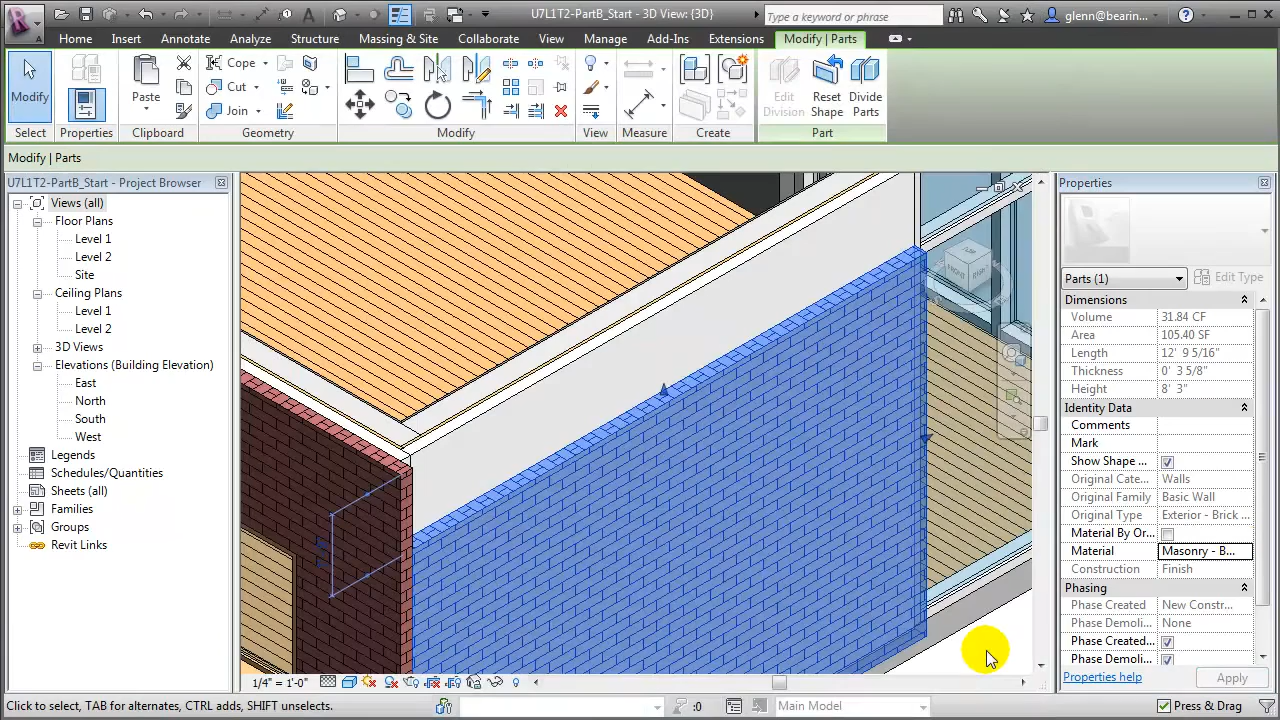 U7L1T2-PartB_Start - 3D View: {3D}
Type a keyword or phrase
glenn@bearin...
Home Insert Annotate Analyze Structure Massing & Site Collaborate View Manage Add-Ins Extensions Modify | Parts
Modify
Paste
Cope
Cut
Join
Edit Division
Reset Shape
Divide Parts
Select Properties Clipboard Geometry Modify View Measure Create Part
Modify | Parts
U7L1T2-PartB_Start - Project Browser
Views (all)
Floor Plans
Level 1
Level 2
Site
Ceiling Plans
Level 1
Level 2
3D Views
Elevations (Building Elevation)
East
North
South
West
Legends
Schedules/Quantities
Sheets (all)
Families
Groups
Revit Links
Properties
Parts (1)
Edit Type
Dimensions
Volume 31.84 CF
Area 105.40 SF
Length 12' 9 5/16"
Thickness 0' 3 5/8"
Height 8' 3"
Identity Data
Comments
Mark
Show Shape ...
Original Cate... Walls
Original Family Basic Wall
Original Type Exterior - Brick ...
Material By Or...
Material Masonry - B...
Construction Finish
Phasing
Phase Created New Constr...
Phase Demoli... None
Phase Created...
Phase Demoli...
Properties help
Apply
1/4" = 1'-0"
Click to select, TAB for alternates, CTRL adds, SHIFT unselects.
:0
Main Model
Press & Drag